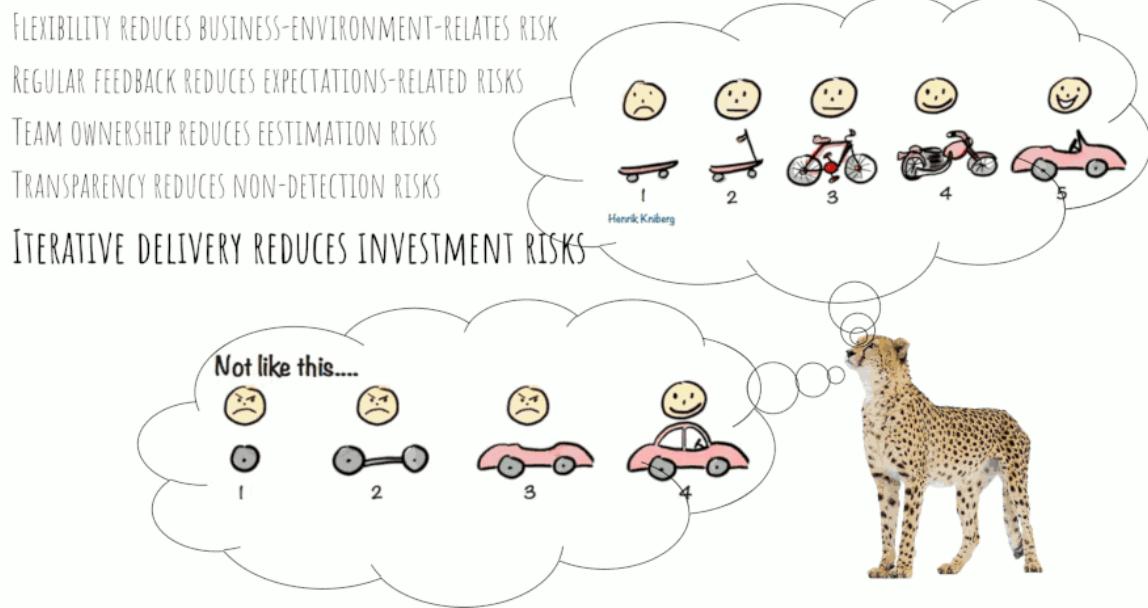 Flexibility reduces business-environment-relates risk
Regular feedback reduces expectations-related risks
Team ownership reduces eestimation risks
Transparency reduces non-detection risks
Iterative delivery reduces investment risks
1 2 3 4 5
Henrik Kniberg
Not like this....
1 2 3 4